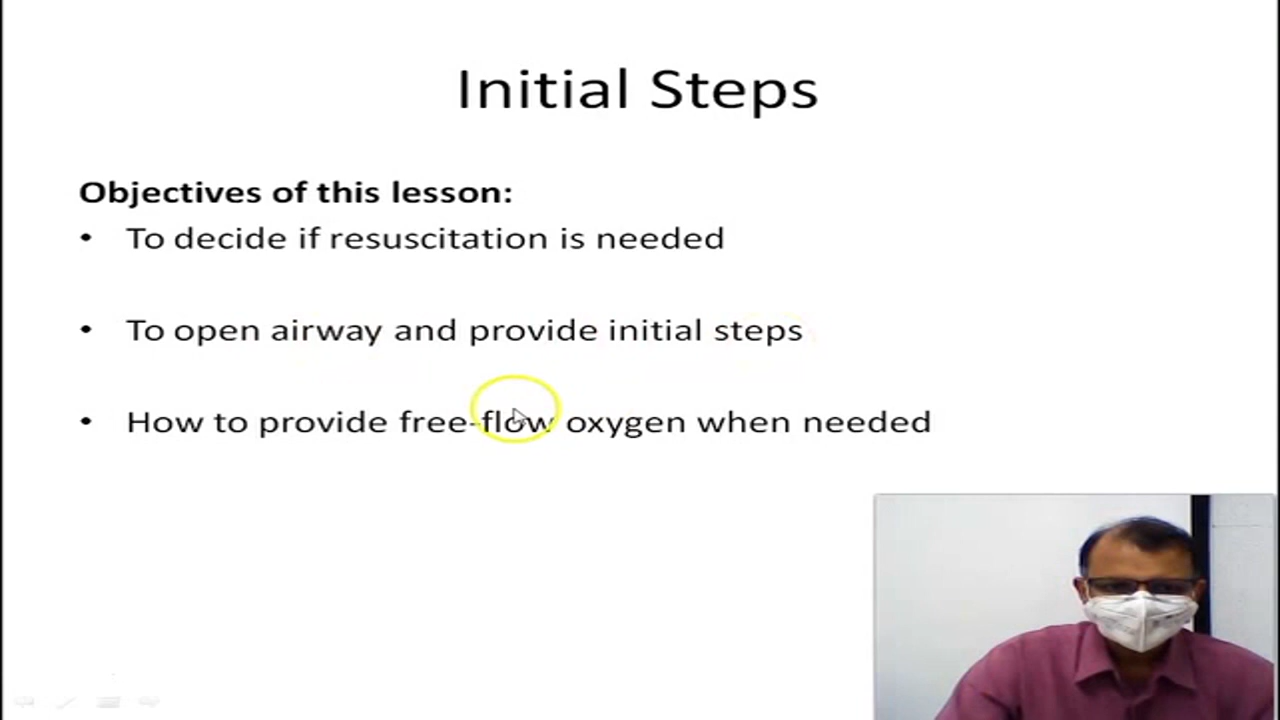 Initial Steps
Objectives of this lesson:
• To decide if resuscitation is needed
• To open airway and provide initial steps
• How to provide free-flow oxygen when needed